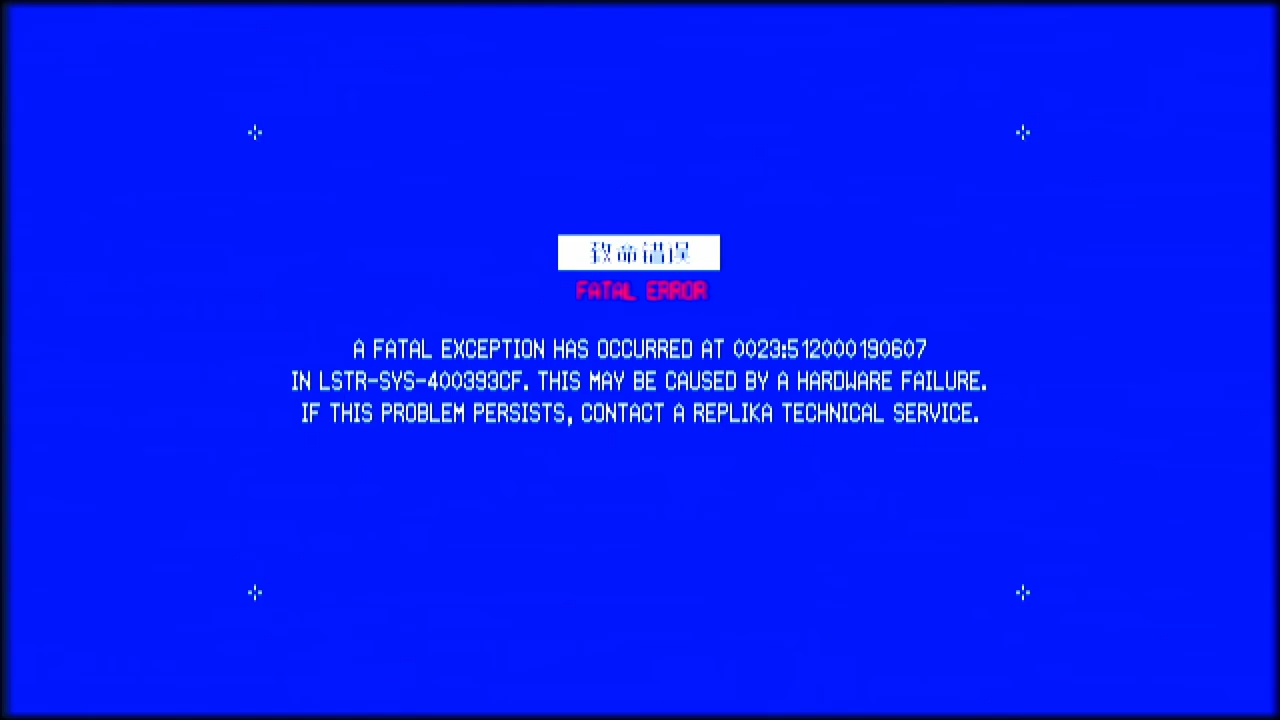 致命错误
FATAL ERROR
A FATAL EXCEPTION HAS OCCURRED AT 0023:512000190607
IN LSTR-SYS-400393CF. THIS MAY BE CAUSED BY A HARDWARE FAILURE.
IF THIS PROBLEM PERSISTS, CONTACT A REPLIKA TECHNICAL SERVICE.